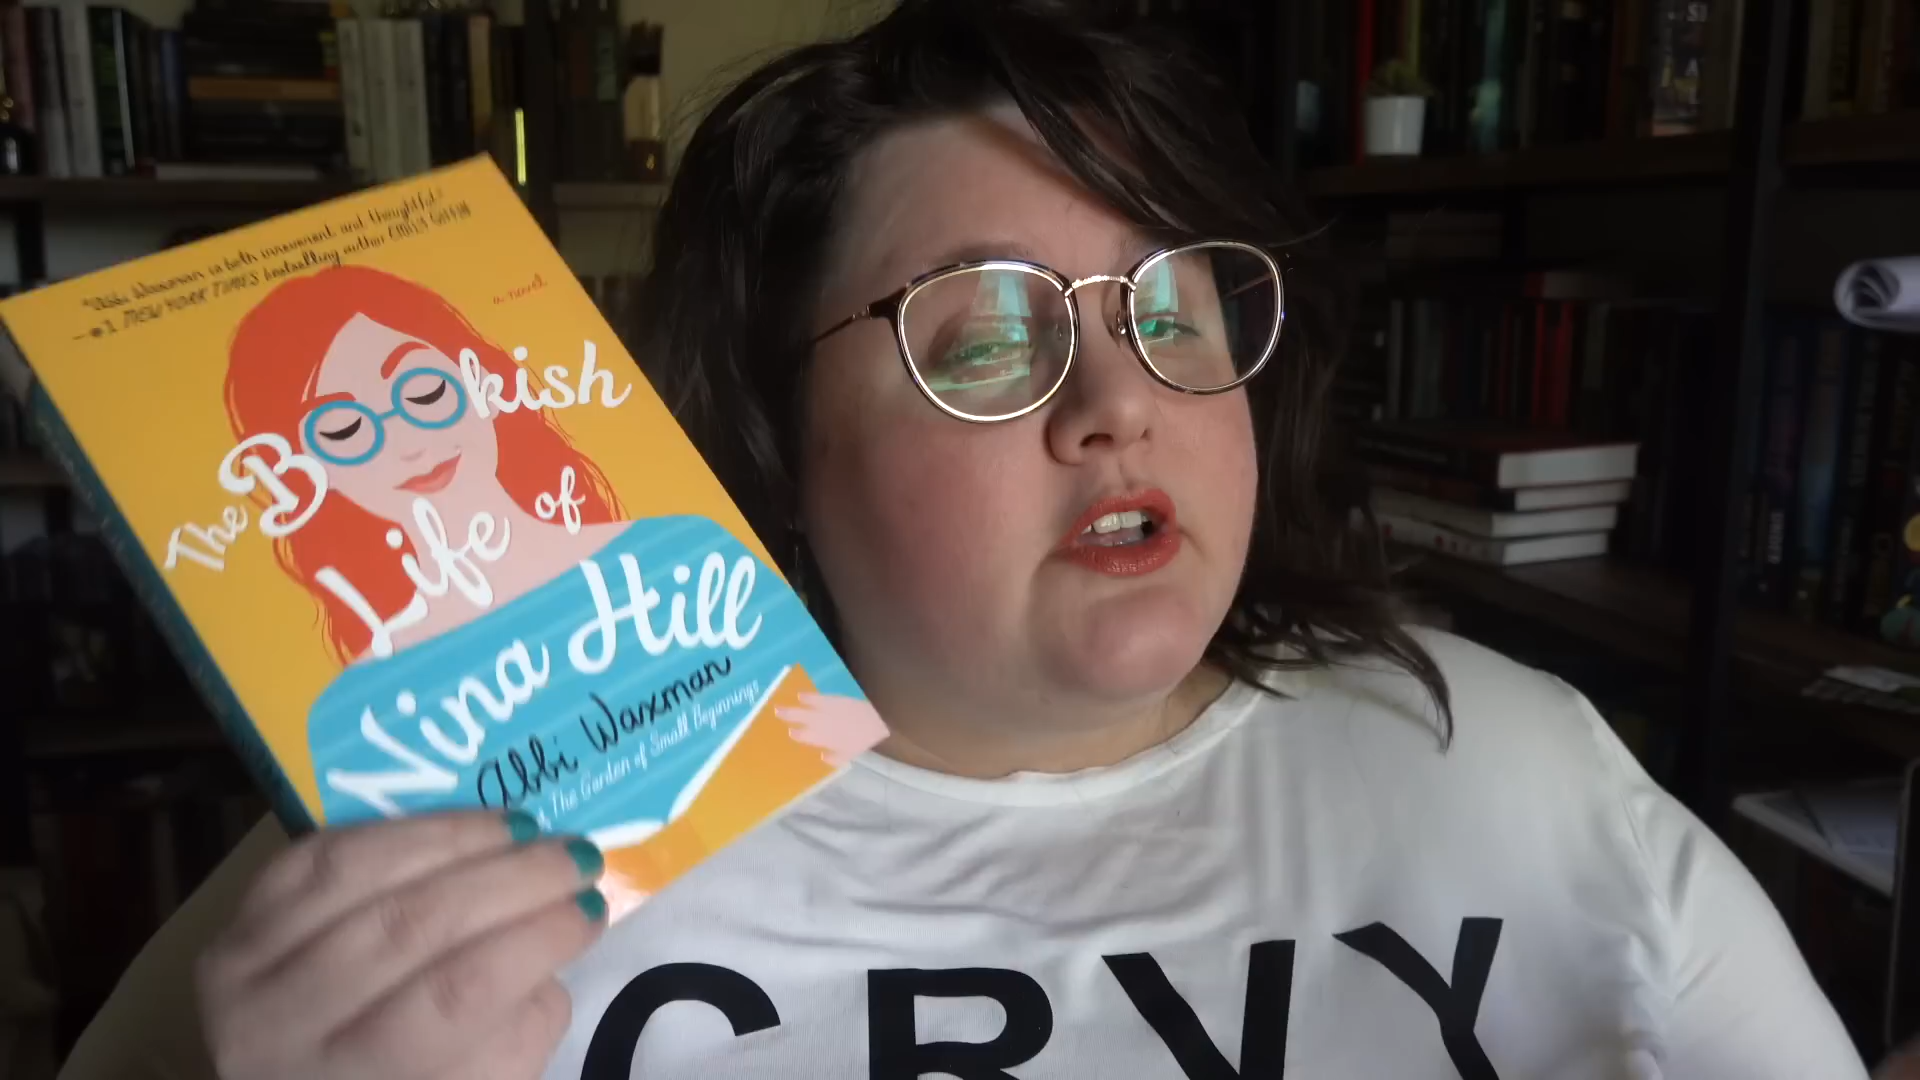 "Abbi Waxman is both irreverent and thoughtful."
—#1 NEW YORK TIMES bestselling author EMILY GIFFIN
a novel
The Bookish
Life of
Nina Hill
Abbi Waxman
The Garden of Small Beginnings